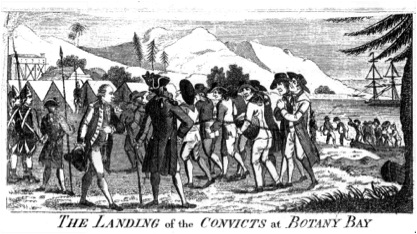 THE LANDING of the CONVICTS at BOTANY BAY